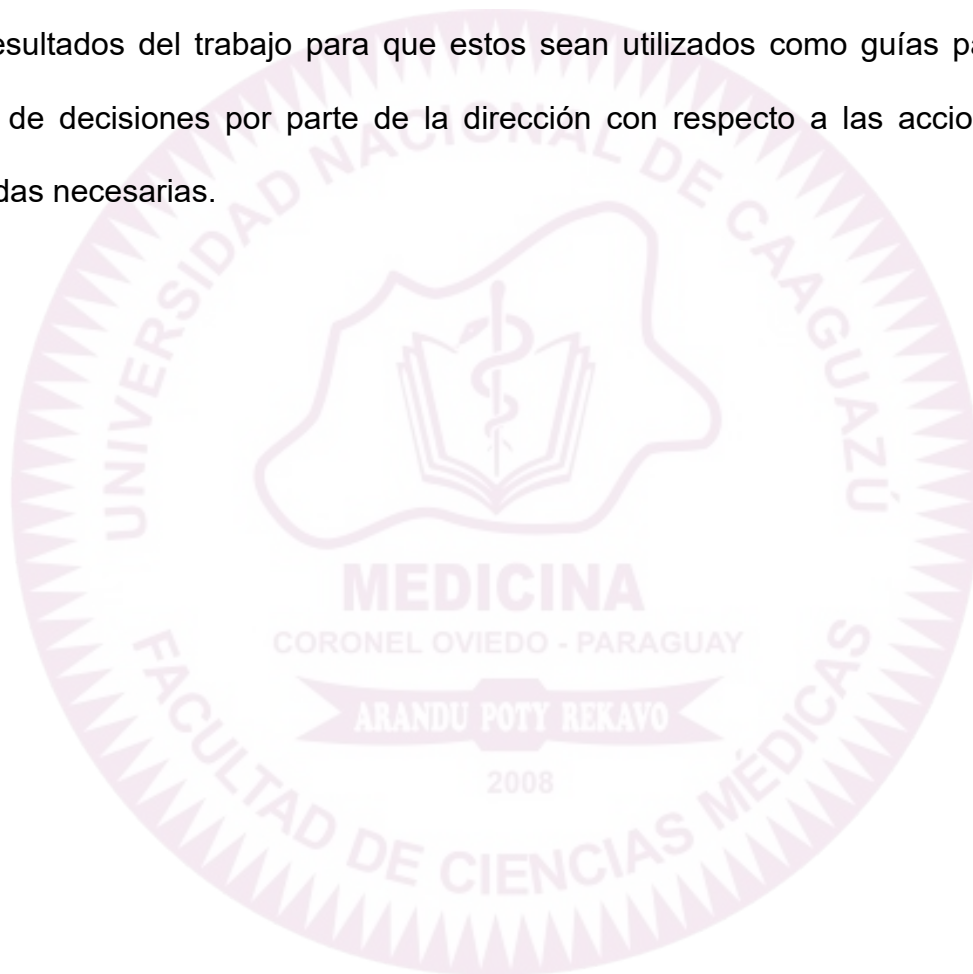 esultados del trabajo para que estos sean utilizados como guías pa
de decisiones por parte de la dirección con respecto a las accio
das necesarias.
UNIVERSIDAD NACIONAL DE CAAGUAZÚ
MEDICINA
CORONEL OVIEDO - PARAGUAY
ARANDU POTY REKAVO
2008
FACULTAD DE CIENCIAS MÉDICAS